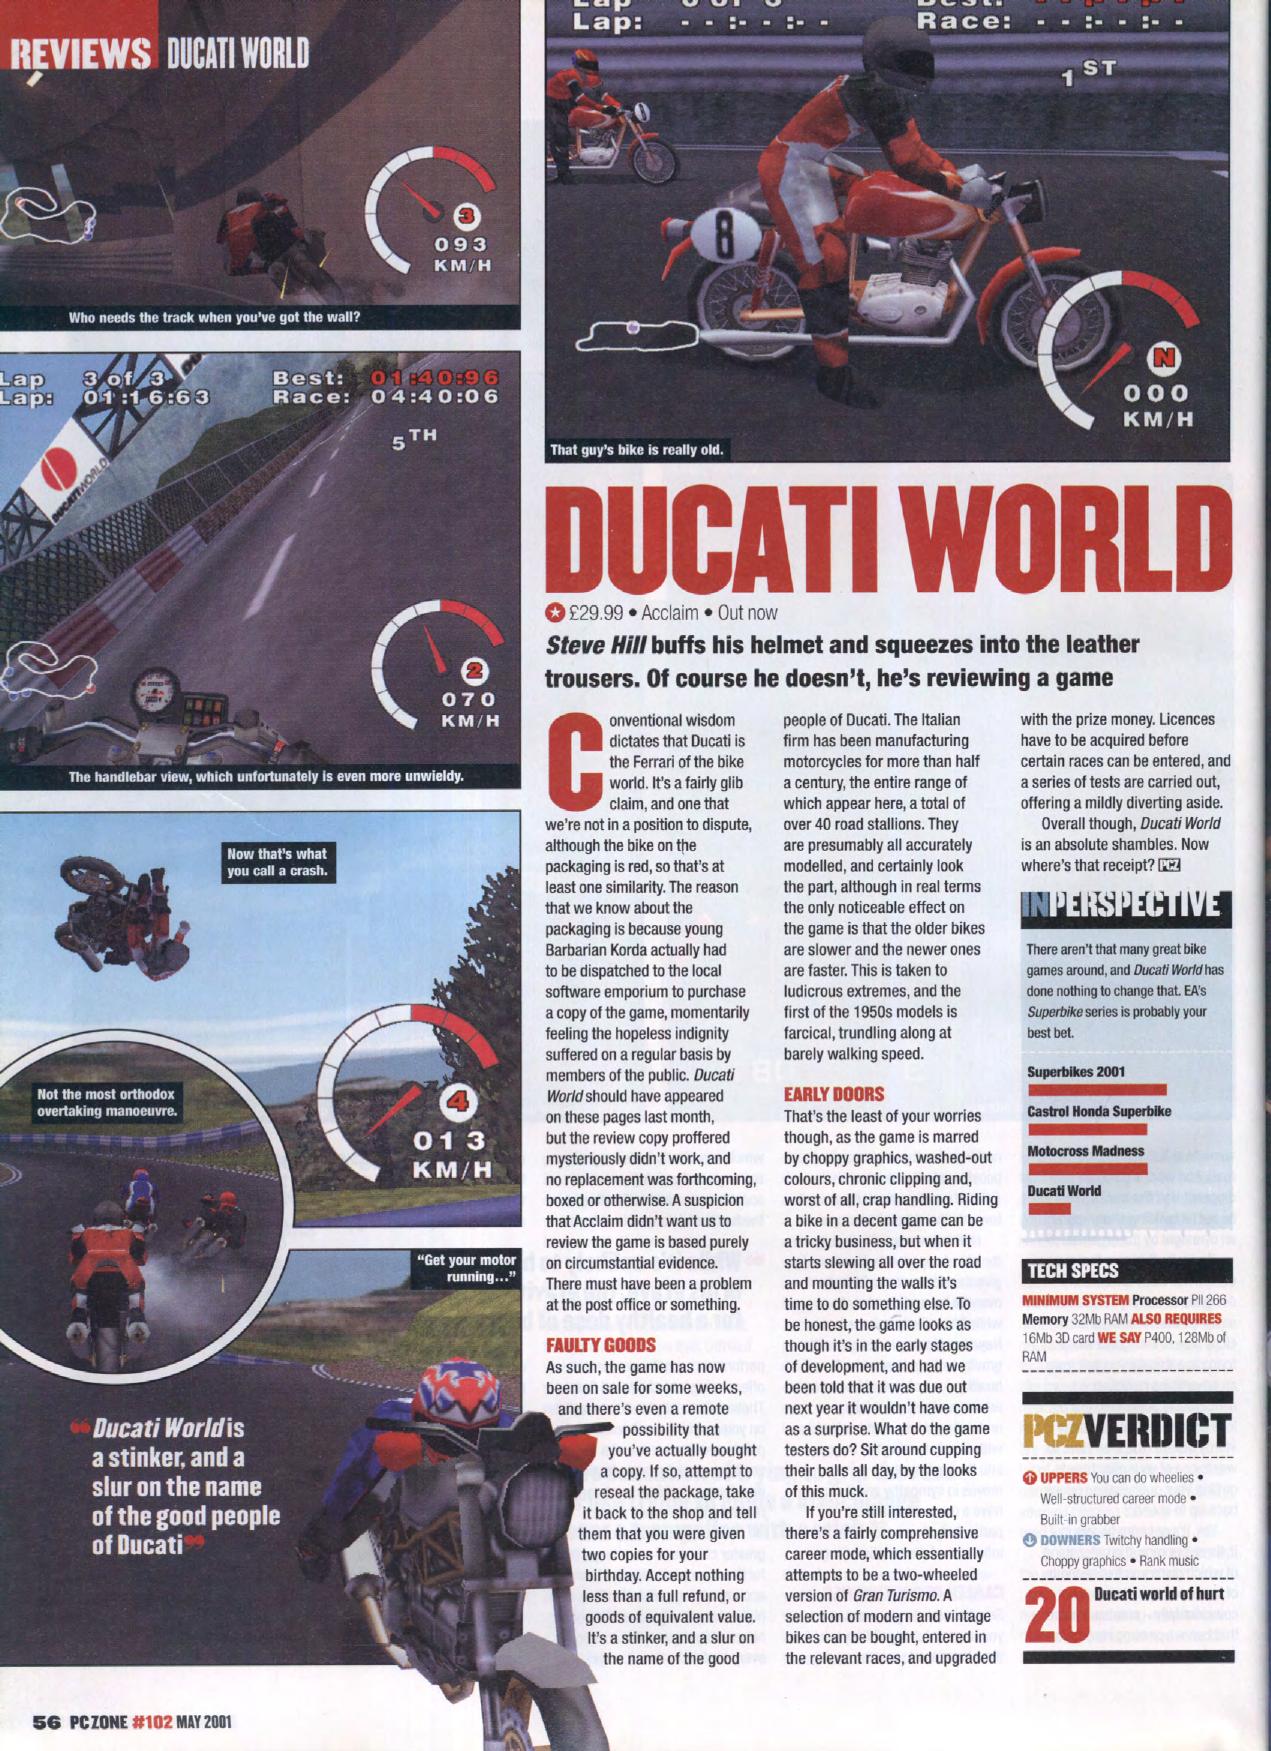 REVIEWS DUCATI WORLD
3
093
KM/H
Who needs the track when you've got the wall?
Lap 3 of 3 Best: 01:40:96
Lap: 01:16:63 Race: 04:40:06
5TH
DUCATIWORLD
2
070
KM/H
The handlebar view, which unfortunately is even more unwieldy.
Now that's what
you call a crash.
4
013
KM/H
Not the most orthodox
overtaking manoeuvre.
"Get your motor
running..."
"Ducati World is
a stinker, and a
slur on the name
of the good people
of Ducati"
Lap: --:--:-- Race: --:--:--
1ST
8
N
000
KM/H
That guy's bike is really old.
DUCATI WORLD
£29.99 • Acclaim • Out now
Steve Hill buffs his helmet and squeezes into the leather
trousers. Of course he doesn't, he's reviewing a game
Conventional wisdom
dictates that Ducati is
the Ferrari of the bike
world. It's a fairly glib
claim, and one that
we're not in a position to dispute,
although the bike on the
packaging is red, so that's at
least one similarity. The reason
that we know about the
packaging is because young
Barbarian Korda actually had
to be dispatched to the local
software emporium to purchase
a copy of the game, momentarily
feeling the hopeless indignity
suffered on a regular basis by
members of the public. Ducati
World should have appeared
on these pages last month,
but the review copy proffered
mysteriously didn't work, and
no replacement was forthcoming,
boxed or otherwise. A suspicion
that Acclaim didn't want us to
review the game is based purely
on circumstantial evidence.
There must have been a problem
at the post office or something.
FAULTY GOODS
As such, the game has now
been on sale for some weeks,
and there's even a remote
possibility that
you've actually bought
a copy. If so, attempt to
reseal the package, take
it back to the shop and tell
them that you were given
two copies for your
birthday. Accept nothing
less than a full refund, or
goods of equivalent value.
It's a stinker, and a slur on
the name of the good
people of Ducati. The Italian
firm has been manufacturing
motorcycles for more than half
a century, the entire range of
which appear here, a total of
over 40 road stallions. They
are presumably all accurately
modelled, and certainly look
the part, although in real terms
the only noticeable effect on
the game is that the older bikes
are slower and the newer ones
are faster. This is taken to
ludicrous extremes, and the
first of the 1950s models is
farcical, trundling along at
barely walking speed.
EARLY DOORS
That's the least of your worries
though, as the game is marred
by choppy graphics, washed-out
colours, chronic clipping and,
worst of all, crap handling. Riding
a bike in a decent game can be
a tricky business, but when it
starts slewing all over the road
and mounting the walls it's
time to do something else. To
be honest, the game looks as
though it's in the early stages
of development, and had we
been told that it was due out
next year it wouldn't have come
as a surprise. What do the game
testers do? Sit around cupping
their balls all day, by the looks
of this muck.
If you're still interested,
there's a fairly comprehensive
career mode, which essentially
attempts to be a two-wheeled
version of Gran Turismo. A
selection of modern and vintage
bikes can be bought, entered in
the relevant races, and upgraded
with the prize money. Licences
have to be acquired before
certain races can be entered, and
a series of tests are carried out,
offering a mildly diverting aside.
Overall though, Ducati World
is an absolute shambles. Now
where's that receipt? PCZ
INPERSPECTIVE
There aren't that many great bike
games around, and Ducati World has
done nothing to change that. EA's
Superbike series is probably your
best bet.
Superbikes 2001
Castrol Honda Superbike
Motocross Madness
Ducati World
TECH SPECS
MINIMUM SYSTEM Processor PII 266
Memory 32Mb RAM ALSO REQUIRES
16Mb 3D card WE SAY P400, 128Mb of
RAM
PCZVERDICT
UPPERS You can do wheelies •
Well-structured career mode •
Built-in grabber
DOWNERS Twitchy handling •
Choppy graphics • Rank music
20 Ducati world of hurt
56 PCZONE #102 MAY 2001